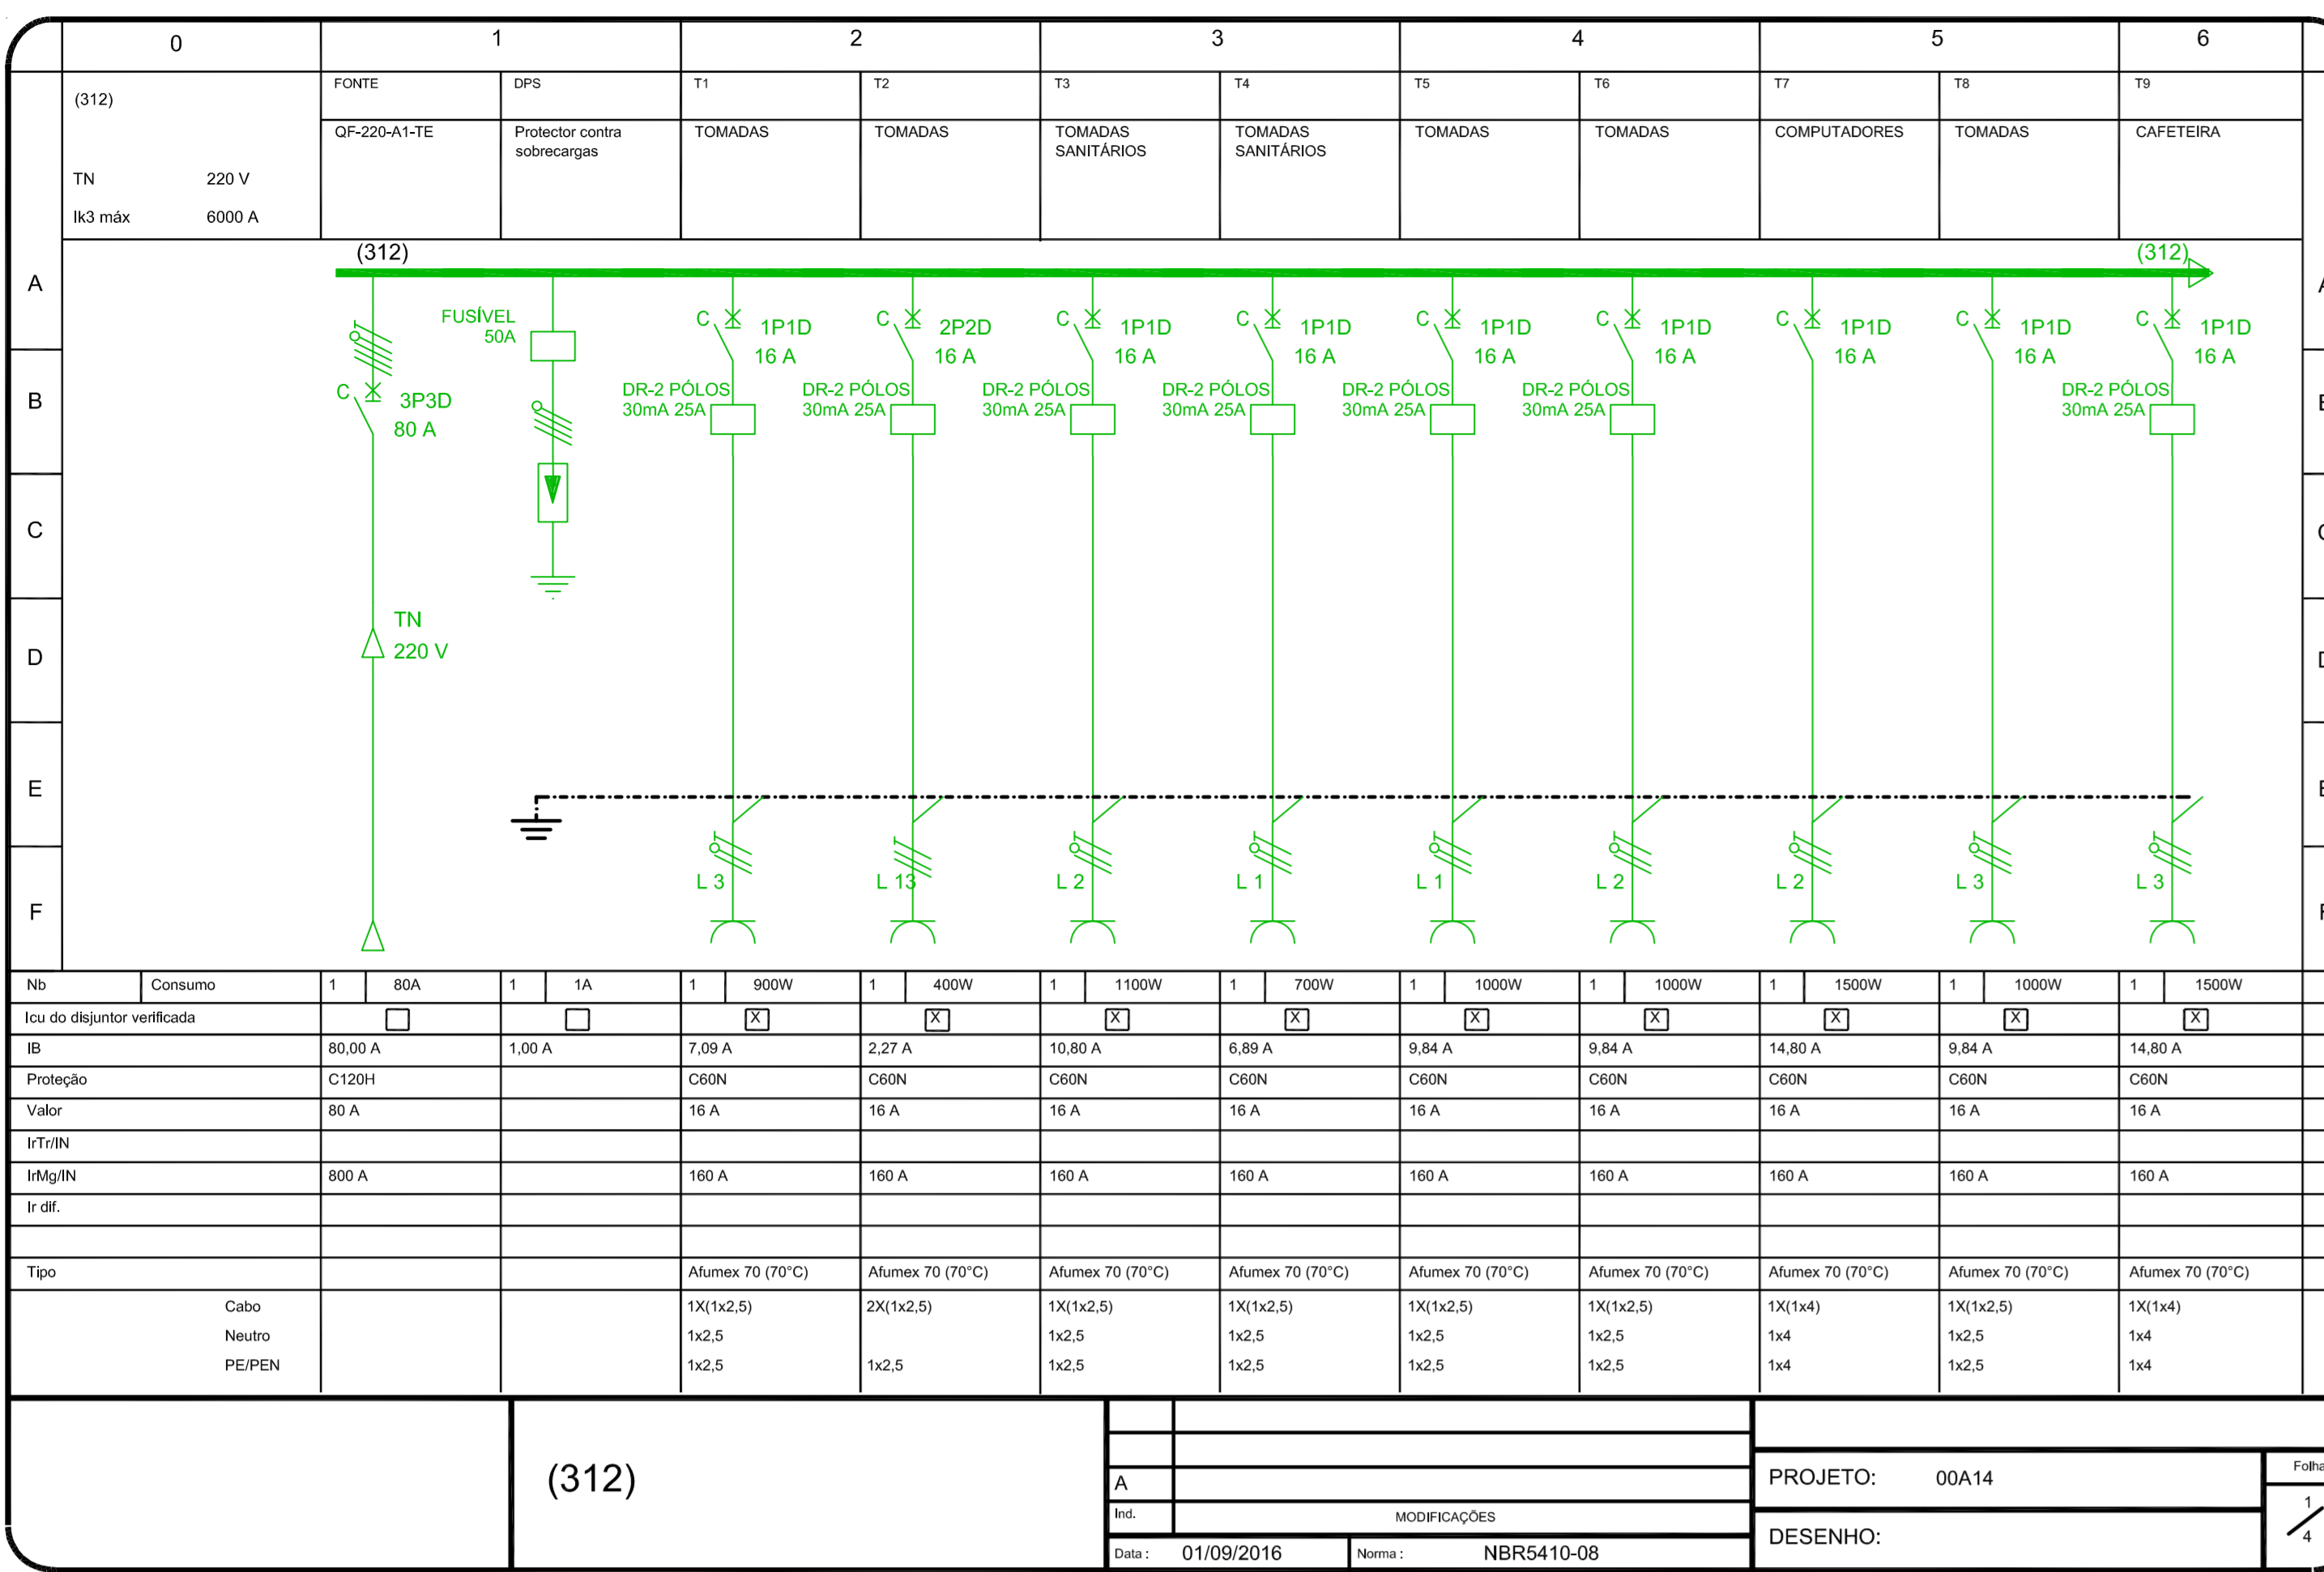 0 1 2 3 4 5 6
(312) FONTE DPS T1 T2 T3 T4 T5 T6 T7 T8 T9
QF-220-A1-TE Protector contra TOMADAS TOMADAS TOMADAS TOMADAS TOMADAS TOMADAS COMPUTADORES TOMADAS CAFETEIRA
sobrecargas SANITÁRIOS SANITÁRIOS
TN 220 V
Ik3 máx 6000 A
(312) (312)
A
FUSÍVEL C 1P1D C 2P2D C 1P1D C 1P1D C 1P1D C 1P1D C 1P1D C 1P1D C 1P1D
50A 16 A 16 A 16 A 16 A 16 A 16 A 16 A 16 A 16 A
B C 3P3D DR-2 PÓLOS DR-2 PÓLOS DR-2 PÓLOS DR-2 PÓLOS DR-2 PÓLOS DR-2 PÓLOS DR-2 PÓLOS
80 A 30mA 25A 30mA 25A 30mA 25A 30mA 25A 30mA 25A 30mA 25A 30mA 25A
C
TN
D 220 V
E
L 3 L 13 L 2 L 1 L 1 L 2 L 2 L 3 L 3
F
Nb Consumo 1 80A 1 1A 1 900W 1 400W 1 1100W 1 700W 1 1000W 1 1000W 1 1500W 1 1000W 1 1500W
Icu do disjuntor verificada X X X X X X X X X
IB 80,00 A 1,00 A 7,09 A 2,27 A 10,80 A 6,89 A 9,84 A 9,84 A 14,80 A 9,84 A 14,80 A
Proteção C120H C60N C60N C60N C60N C60N C60N C60N C60N C60N
Valor 80 A 16 A 16 A 16 A 16 A 16 A 16 A 16 A 16 A 16 A
IrTr/IN
IrMg/IN 800 A 160 A 160 A 160 A 160 A 160 A 160 A 160 A 160 A 160 A
Ir dif.
Tipo Afumex 70 (70°C) Afumex 70 (70°C) Afumex 70 (70°C) Afumex 70 (70°C) Afumex 70 (70°C) Afumex 70 (70°C) Afumex 70 (70°C) Afumex 70 (70°C) Afumex 70 (70°C)
Cabo 1X(1x2,5) 2X(1x2,5) 1X(1x2,5) 1X(1x2,5) 1X(1x2,5) 1X(1x2,5) 1X(1x4) 1X(1x2,5) 1X(1x4)
Neutro 1x2,5 1x2,5 1x2,5 1x2,5 1x2,5 1x4 1x2,5 1x4
PE/PEN 1x2,5 1x2,5 1x2,5 1x2,5 1x2,5 1x2,5 1x4 1x2,5 1x4
(312)
A
Ind. MODIFICAÇÕES
Data : 01/09/2016 Norma : NBR5410-08
PROJETO: 00A14
DESENHO:
Folha
1
4